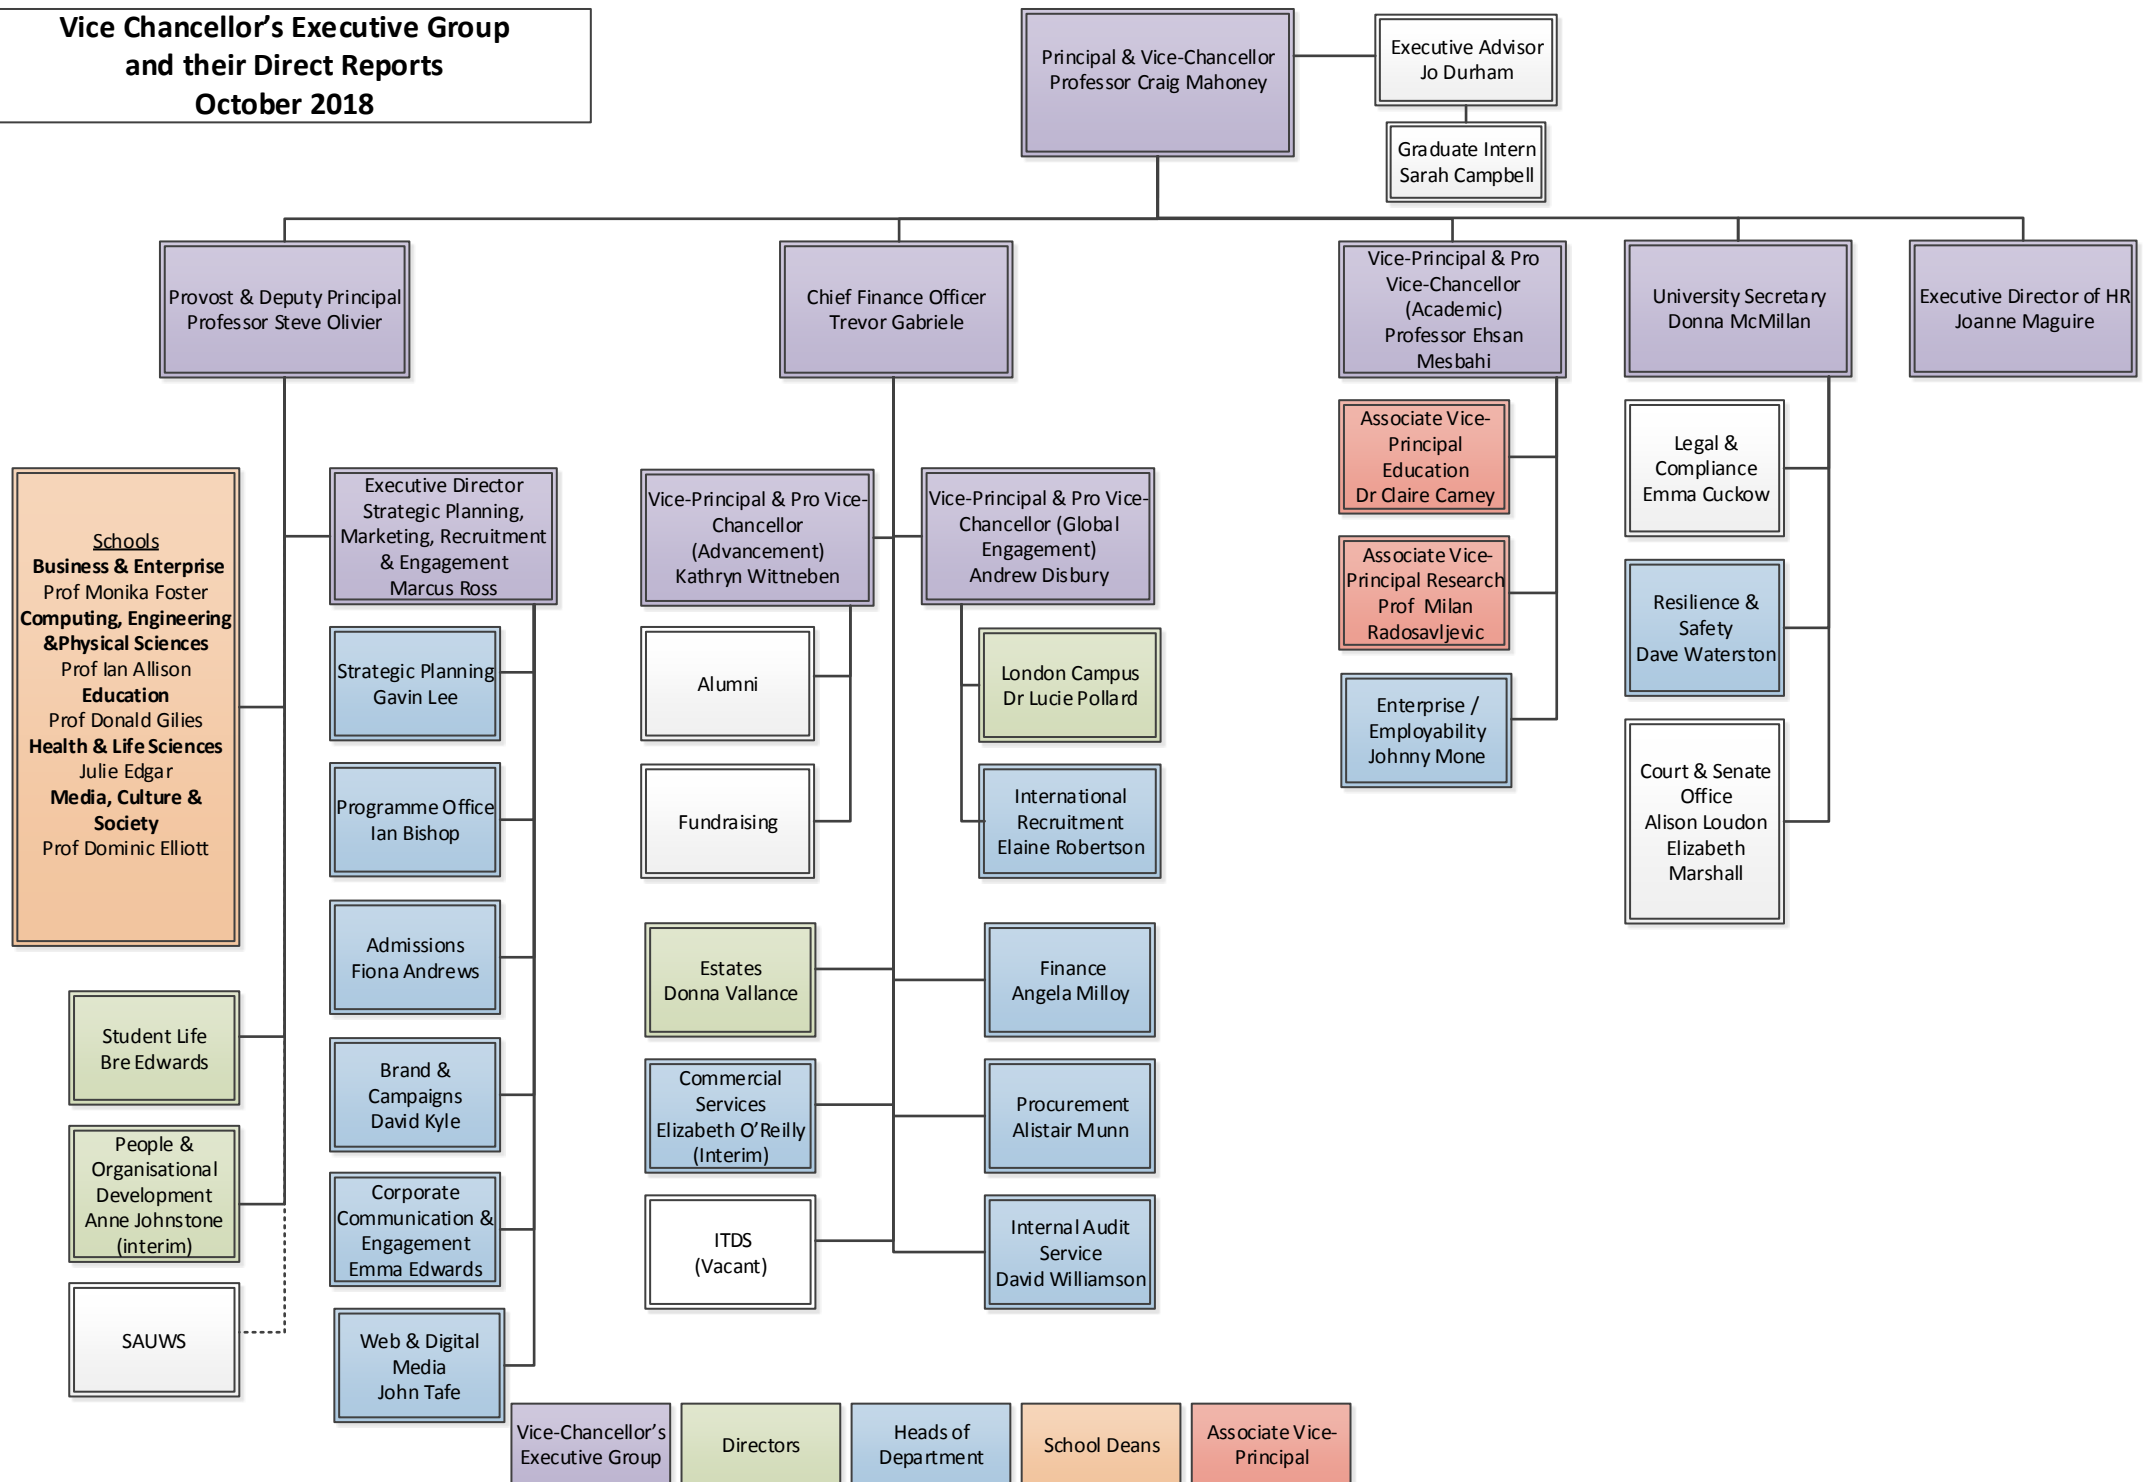 Vice Chancellor's Executive Group
and their Direct Reports
October 2018
Principal & Vice-Chancellor
Professor Craig Mahoney
Executive Advisor
Jo Durham
Graduate Intern
Sarah Campbell
Provost & Deputy Principal
Professor Steve Olivier
Chief Finance Officer
Trevor Gabriele
Vice-Principal & Pro
Vice-Chancellor
(Academic)
Professor Ehsan
Mesbahi
University Secretary
Donna McMillan
Executive Director of HR
Joanne Maguire
Schools
Business & Enterprise
Prof Monika Foster
Computing, Engineering
&Physical Sciences
Prof Ian Allison
Education
Prof Donald Gilies
Health & Life Sciences
Julie Edgar
Media, Culture &
Society
Prof Dominic Elliott
Student Life
Bre Edwards
People &
Organisational
Development
Anne Johnstone
(interim)
SAUWS
Executive Director
Strategic Planning,
Marketing, Recruitment
& Engagement
Marcus Ross
Strategic Planning
Gavin Lee
Programme Office
Ian Bishop
Admissions
Fiona Andrews
Brand &
Campaigns
David Kyle
Corporate
Communication &
Engagement
Emma Edwards
Web & Digital
Media
John Tafe
Vice-Principal & Pro Vice-
Chancellor
(Advancement)
Kathryn Wittneben
Alumni
Fundraising
Vice-Principal & Pro Vice-
Chancellor (Global
Engagement)
Andrew Disbury
London Campus
Dr Lucie Pollard
International
Recruitment
Elaine Robertson
Estates
Donna Vallance
Commercial
Services
Elizabeth O'Reilly
(Interim)
ITDS
(Vacant)
Finance
Angela Milloy
Procurement
Alistair Munn
Internal Audit
Service
David Williamson
Associate Vice-
Principal
Education
Dr Claire Carney
Associate Vice-
Principal Research
Prof Milan
Radosavljevic
Enterprise /
Employability
Johnny Mone
Legal &
Compliance
Emma Cuckow
Resilience &
Safety
Dave Waterston
Court & Senate
Office
Alison Loudon
Elizabeth
Marshall
Vice-Chancellor's
Executive Group
Directors
Heads of
Department
School Deans
Associate Vice-
Principal